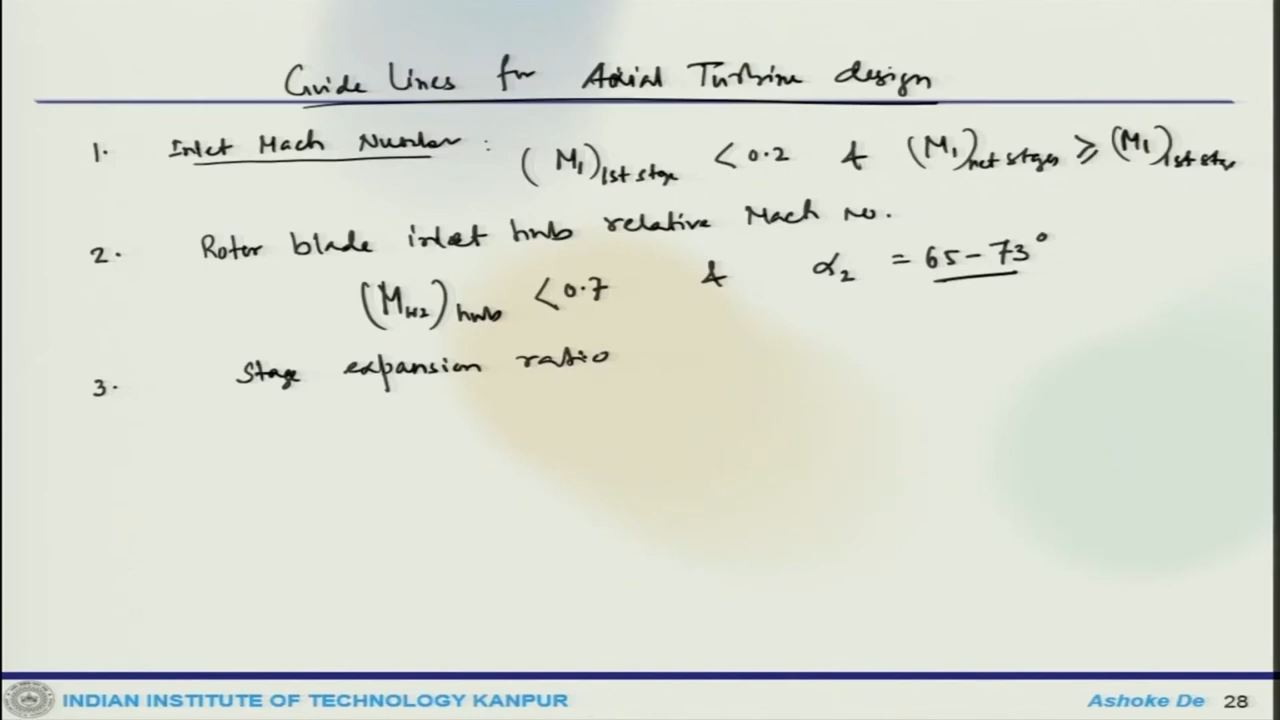 Guide lines for Axial Turbine design
1. Inlet Mach Number : (M₁)1st stage < 0.2 & (M₁)next stages ⩾ (M₁)1st stage
2. Rotor blade inlet hub relative Mach no.
(Mw₂)hub < 0.7 & α₂ = 65-73°
3. Stage expansion ratio
INDIAN INSTITUTE OF TECHNOLOGY KANPUR
Ashoke De 28